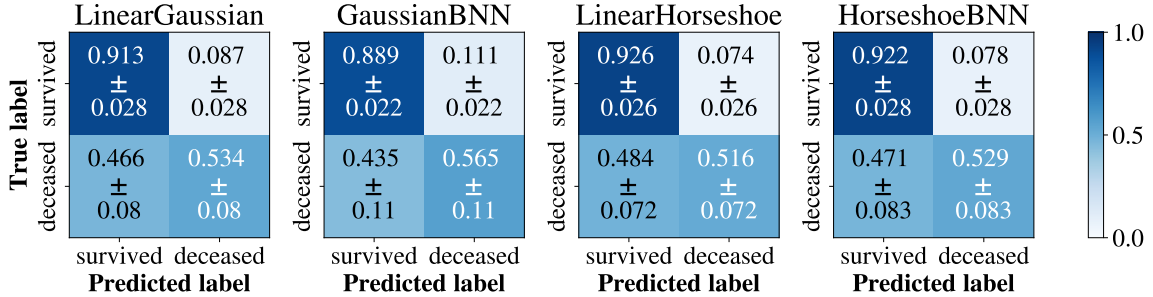 LinearGaussian
GaussianBNN
LinearHorseshoe
HorseshoeBNN
True label
survived
deceased
0.913
±
0.028
0.087
±
0.028
0.466
±
0.08
0.534
±
0.08
survived deceased
Predicted label
survived
deceased
0.889
±
0.022
0.111
±
0.022
0.435
±
0.11
0.565
±
0.11
survived deceased
Predicted label
survived
deceased
0.926
±
0.026
0.074
±
0.026
0.484
±
0.072
0.516
±
0.072
survived deceased
Predicted label
survived
deceased
0.922
±
0.028
0.078
±
0.028
0.471
±
0.083
0.529
±
0.083
survived deceased
Predicted label
1.0
0.5
0.0